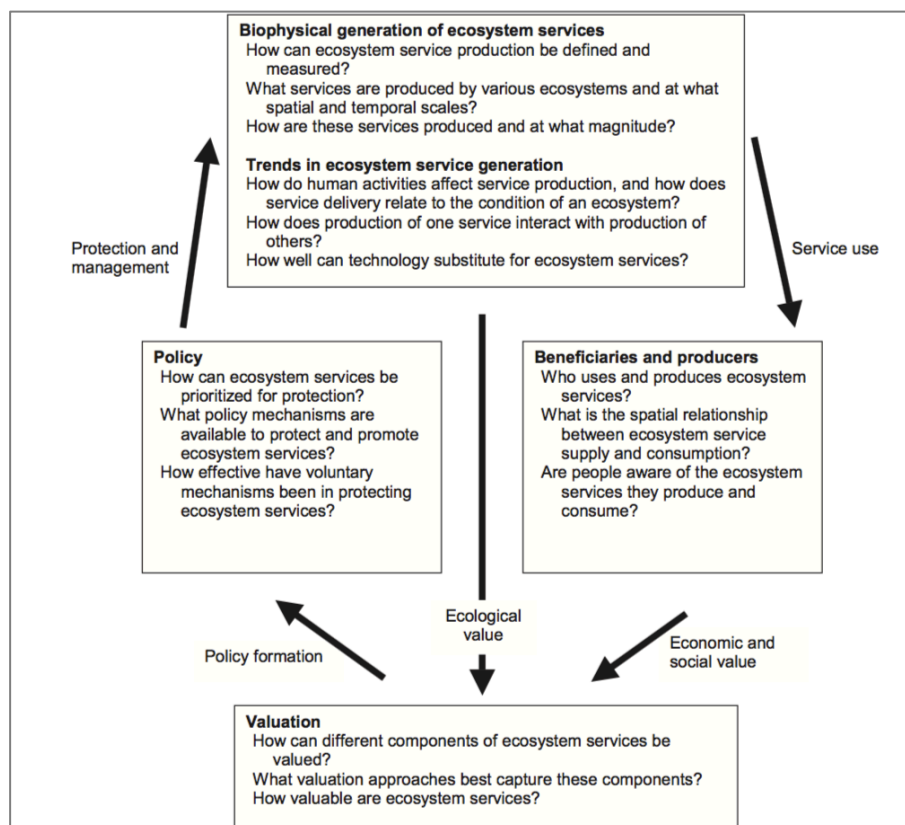 Biophysical generation of ecosystem services
How can ecosystem service production be defined and
measured?
What services are produced by various ecosystems and at what
spatial and temporal scales?
How are these services produced and at what magnitude?
Trends in ecosystem service generation
How do human activities affect service production, and how does
service delivery relate to the condition of an ecosystem?
How does production of one service interact with production of
others?
How well can technology substitute for ecosystem services?
Protection and
management
Service use
Policy
How can ecosystem services be
prioritized for protection?
What policy mechanisms are
available to protect and promote
ecosystem services?
How effective have voluntary
mechanisms been in protecting
ecosystem services?
Beneficiaries and producers
Who uses and produces ecosystem
services?
What is the spatial relationship
between ecosystem service
supply and consumption?
Are people aware of the ecosystem
services they produce and
consume?
Policy formation
Ecological
value
Economic and
social value
Valuation
How can different components of ecosystem services be
valued?
What valuation approaches best capture these components?
How valuable are ecosystem services?